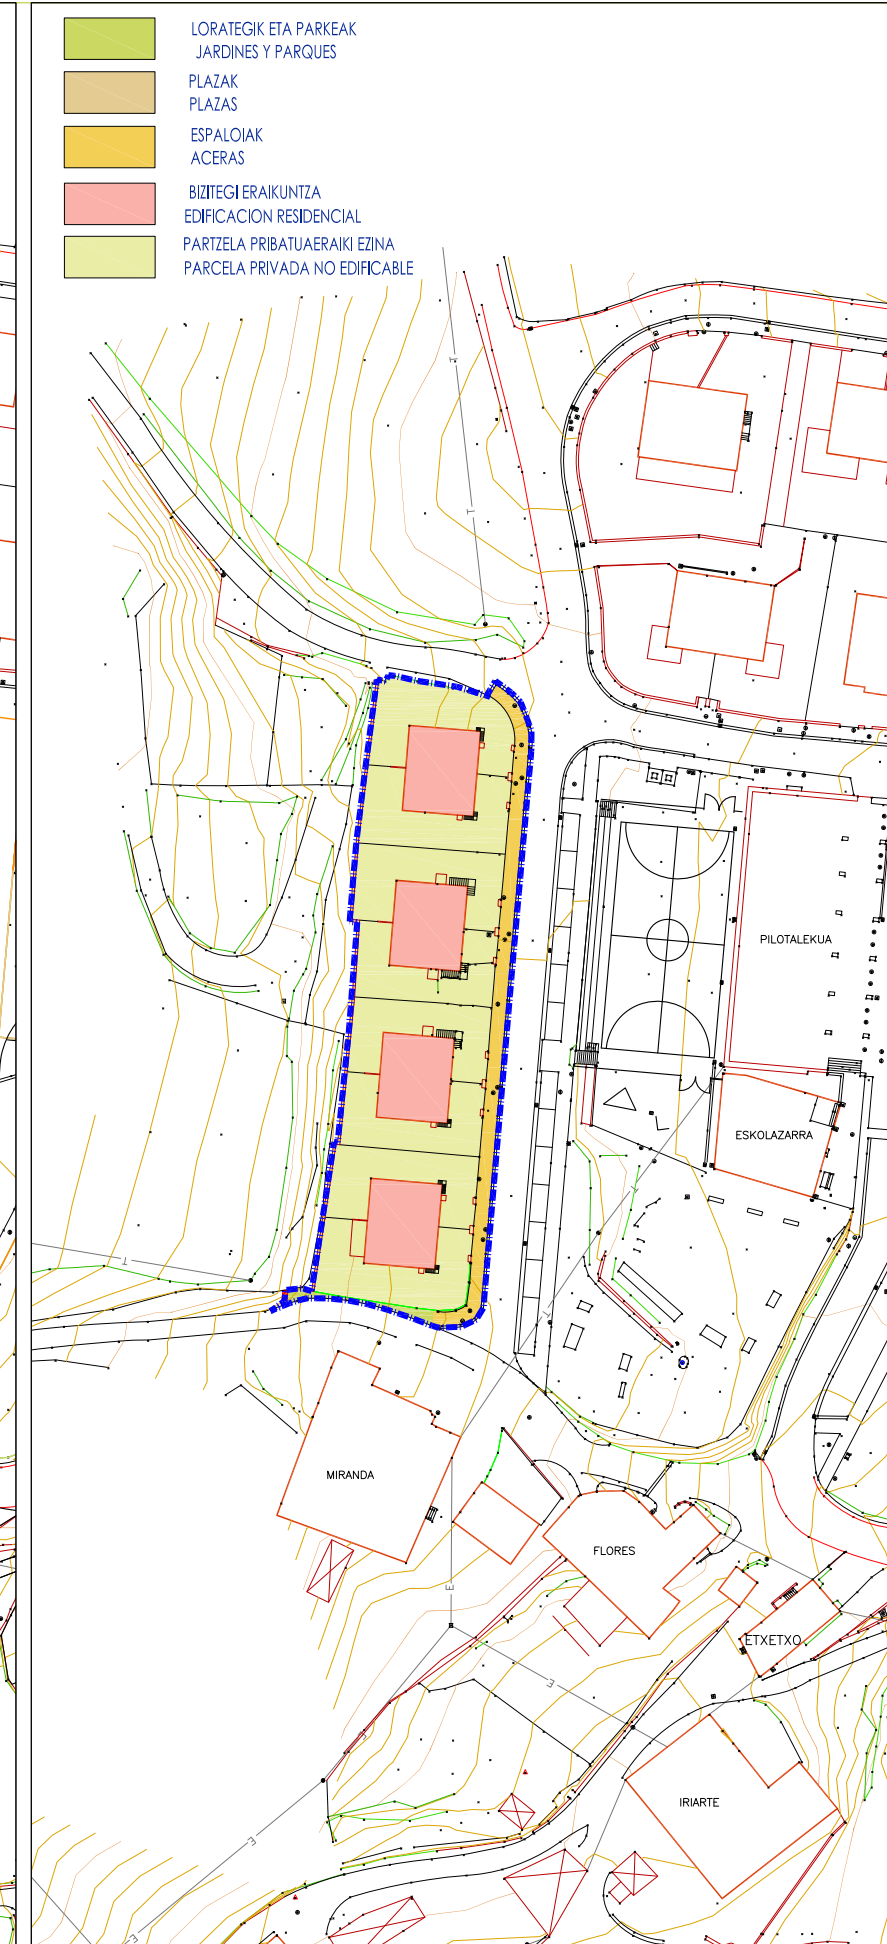 LORATEGIK ETA PARKEAK
JARDINES Y PARQUES
PLAZAK
PLAZAS
ESPALOIAK
ACERAS
BIZITEGI ERAIKUNTZA
EDIFICACION RESIDENCIAL
PARTZELA PRIBATUAERAIKI EZINA
PARCELA PRIVADA NO EDIFICABLE
T
T
PILOTALEKUA
ESKOLAZARRA
T
T
T
MIRANDA
FLORES
E
ETXETXO
E
E
IRIARTE
E
E